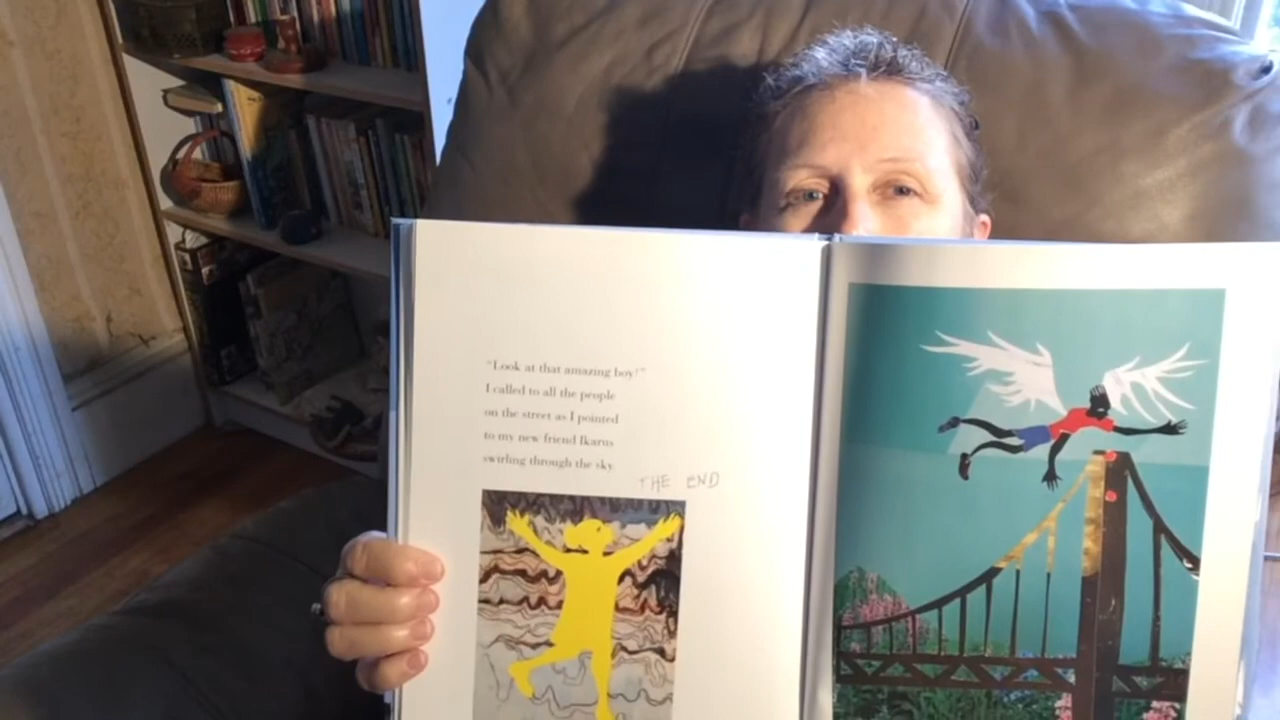 "Look at that amazing boy!"
I called to all the people
on the street as I pointed
to my new friend Ikarus
swirling through the sky.
THE END